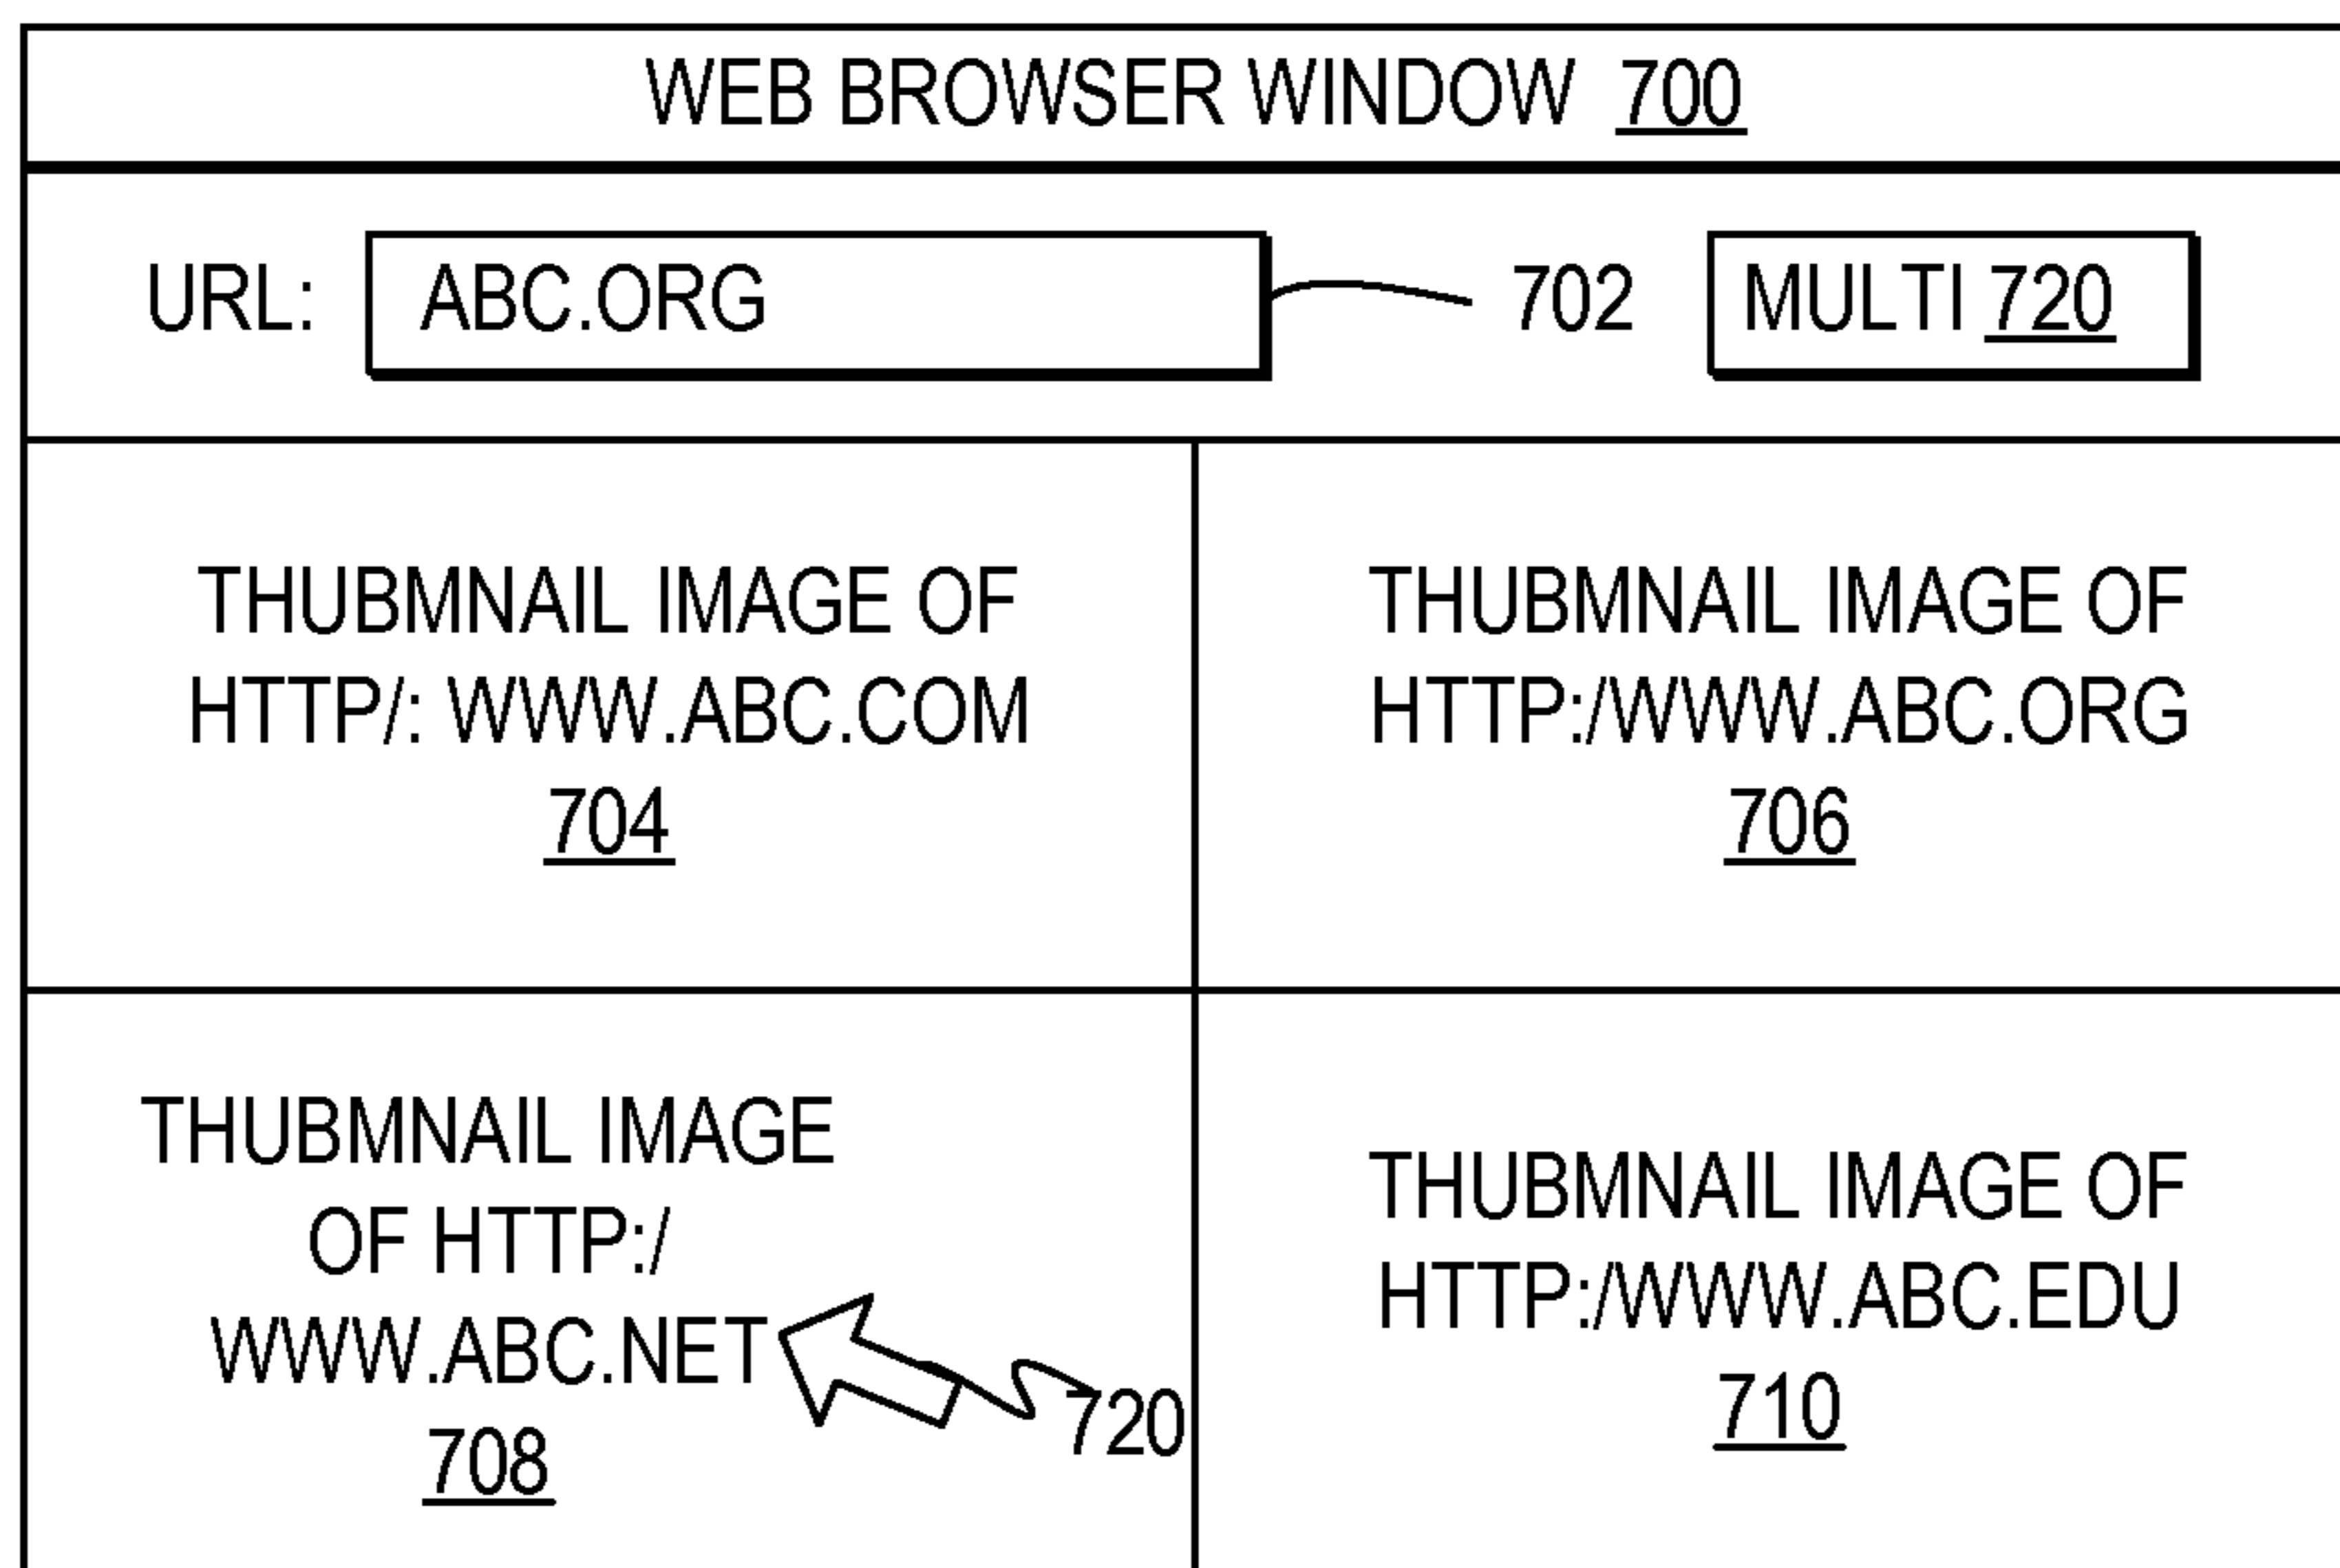 WEB BROWSER WINDOW 700
URL: ABC.ORG 702 MULTI 720
THUBMNAIL IMAGE OF
HTTP/: WWW.ABC.COM
704
THUBMNAIL IMAGE OF
HTTP:/WWW.ABC.ORG
706
THUBMNAIL IMAGE
OF HTTP:/
WWW.ABC.NET
708
720
THUBMNAIL IMAGE OF
HTTP:/WWW.ABC.EDU
710